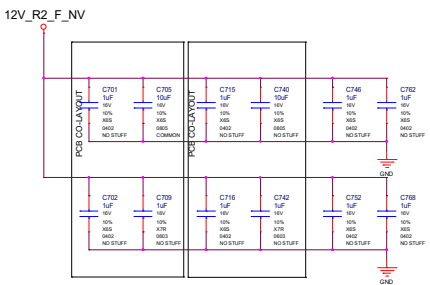 12V_R2_F_NV
PCB CO-LAYOUT
C701
1uF
16V
10%
X6S
0402
NO STUFF
C705
10uF
16V
10%
X6S
0805
COMMON
PCB CO-LAYOUT
C715
1uF
16V
10%
X6S
0402
NO STUFF
C740
10uF
16V
10%
X6S
0805
NO STUFF
C746
1uF
16V
10%
X6S
0402
NO STUFF
C762
1uF
16V
10%
X6S
0402
NO STUFF
GND
C702
1uF
16V
10%
X6S
0402
NO STUFF
C709
1uF
16V
10%
X7R
0603
NO STUFF
C716
1uF
16V
10%
X6S
0402
NO STUFF
C742
1uF
16V
10%
X7R
0603
NO STUFF
C752
1uF
16V
10%
X6S
0402
NO STUFF
C768
1uF
16V
10%
X6S
0402
NO STUFF
GND